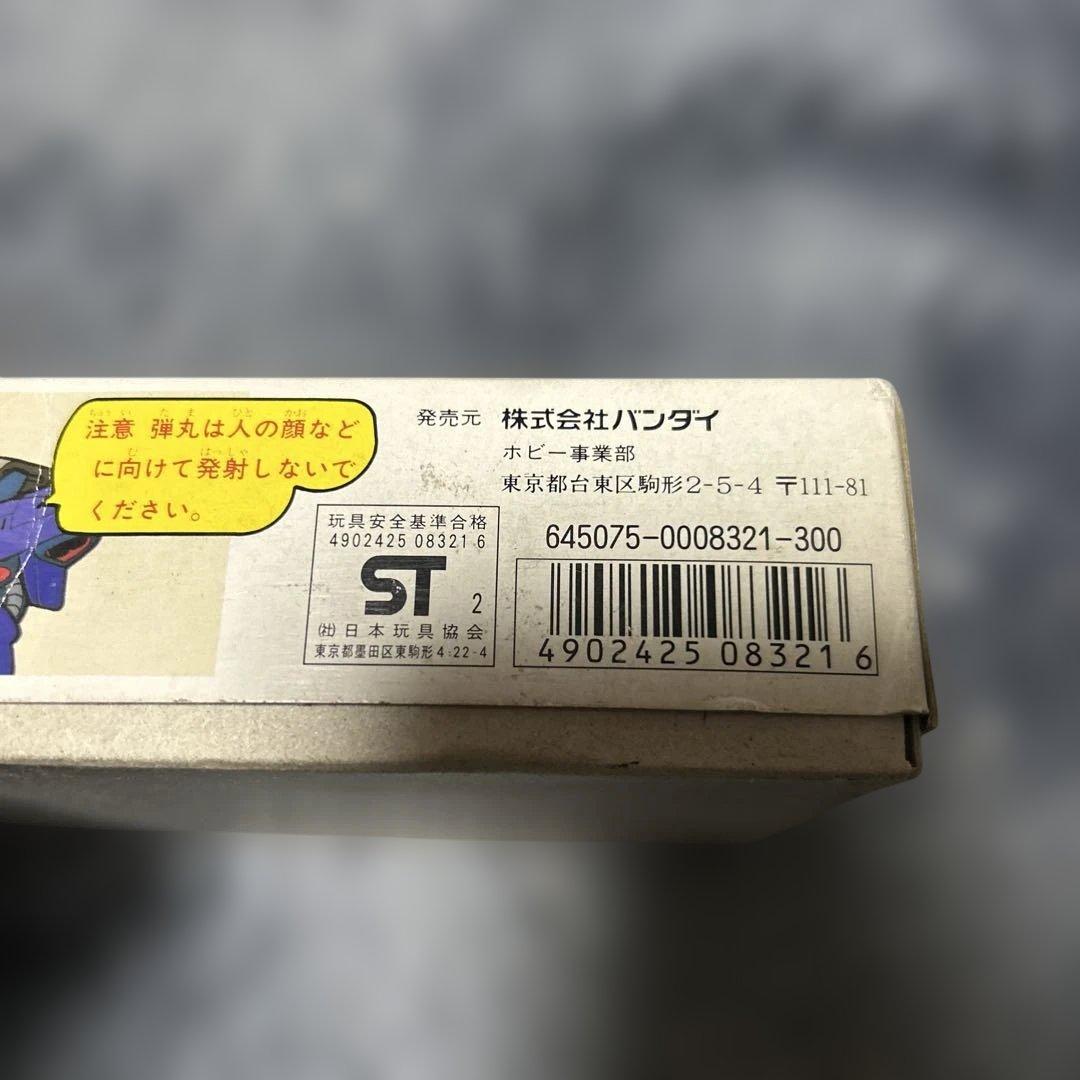 注意 弾丸は人の顔など
に向けて発射しないで
ください。
発売元 株式会社バンダイ
ホビー事業部
東京都台東区駒形2-5-4 〒111-81
玩具安全基準合格
4902425 08321 6
ST 2
(社)日本玩具協会
東京都墨田区東駒形4-22-4
645075-0008321-300
4902425 08321 6